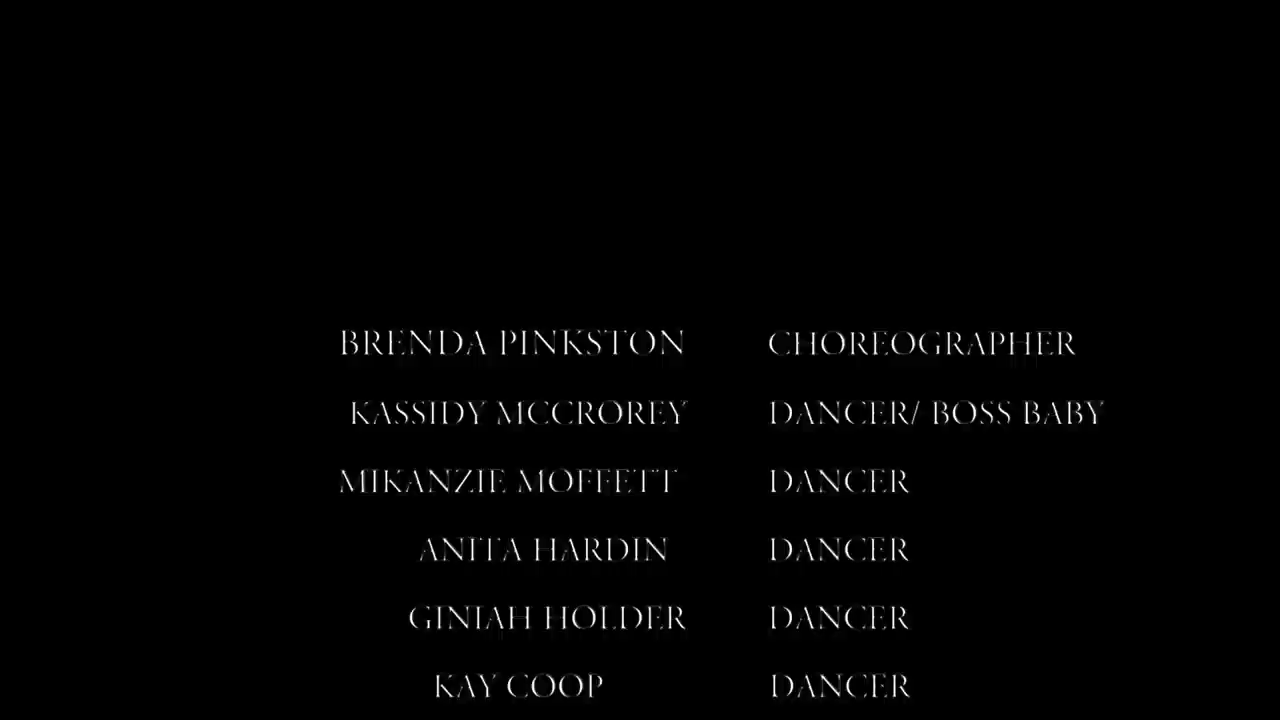 BRENDA PINKSTON CHOREOGRAPHER
KASSIDY MCCROREY DANCER/ BOSS BABY
MIKANZIE MOFFETT DANCER
ANITA HARDIN DANCER
GINIAH HOLDER DANCER
KAY COOP DANCER